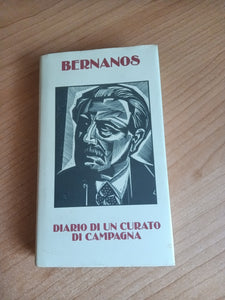 BERNANOS
DIARIO DI UN CURATO
DI CAMPAGNA